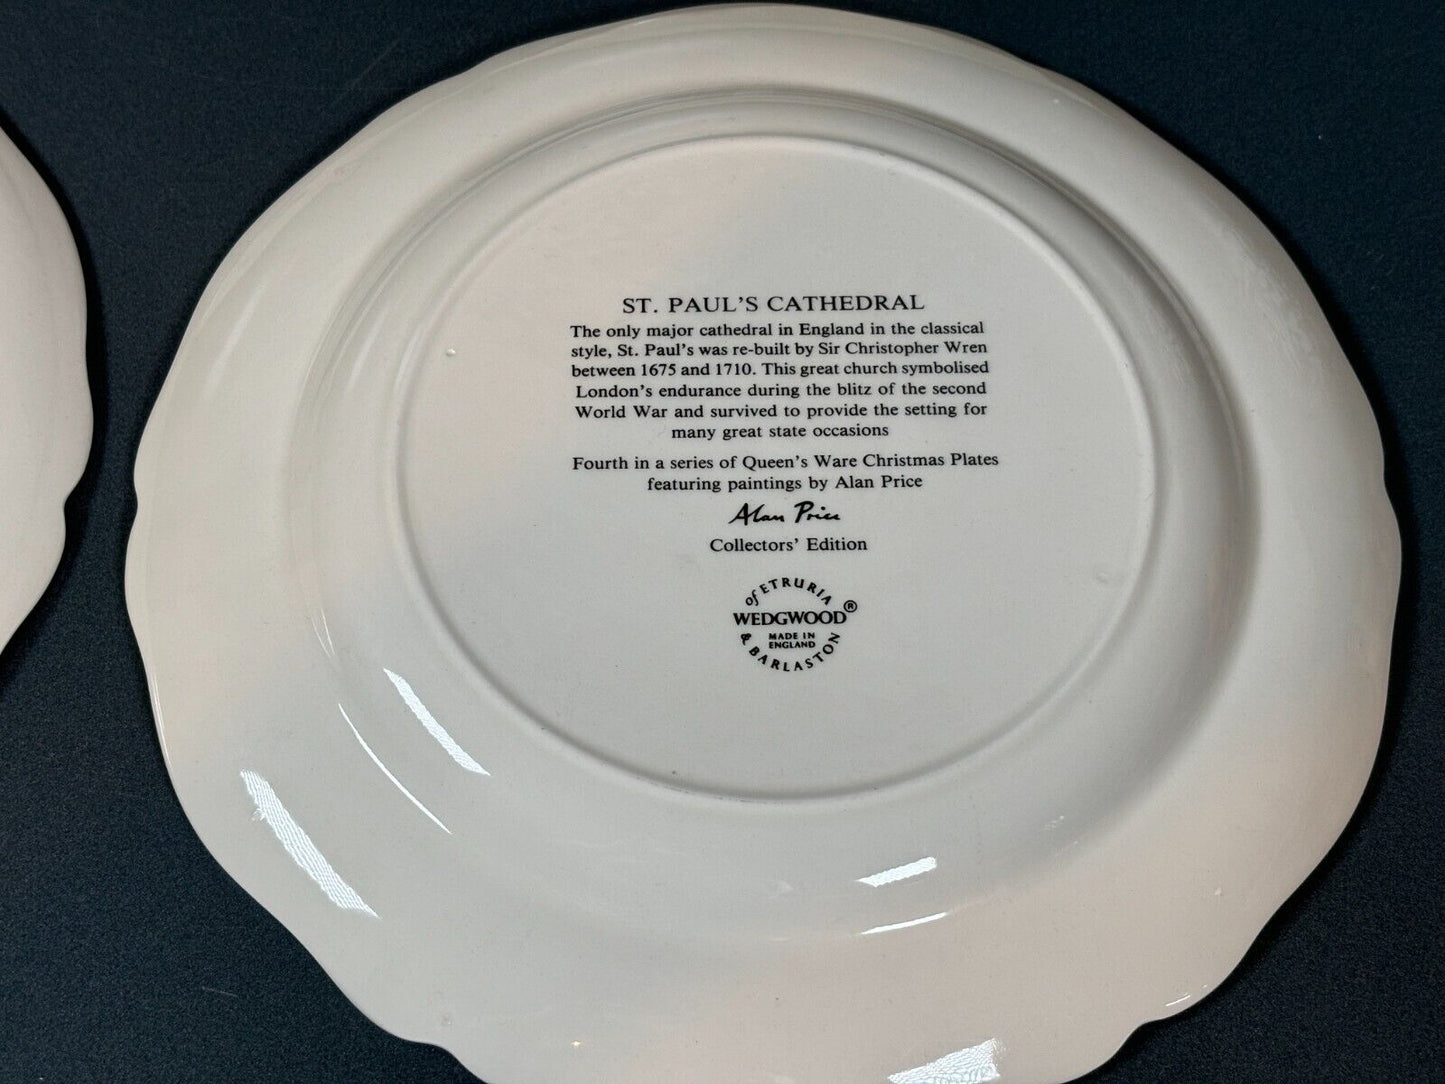 ST. PAUL'S CATHEDRAL
The only major cathedral in England in the classical
style, St. Paul's was re-built by Sir Christopher Wren
between 1675 and 1710. This great church symbolised
London's endurance during the blitz of the second
World War and survived to provide the setting for
many great state occasions
Fourth in a series of Queen's Ware Christmas Plates
featuring paintings by Alan Price
Alan Price
Collectors' Edition
of ETRURIA
WEDGWOOD®
MADE IN
ENGLAND
& BARLASTON